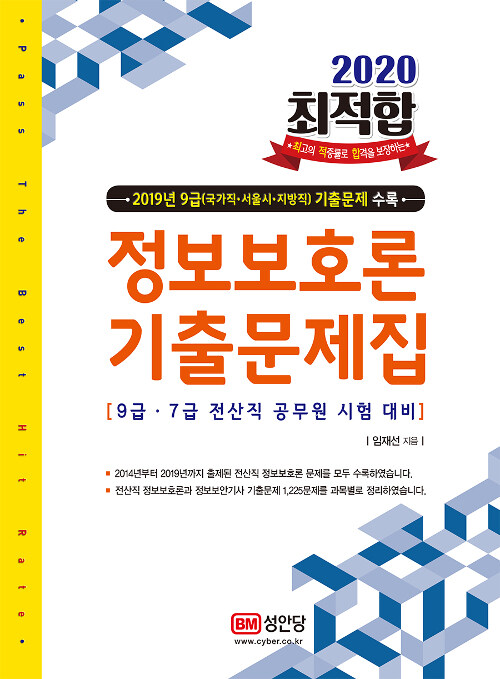 • Pass The Best Hit Rate •
2020
최적합
★최고의 적중률로 합격을 보장하는★
• 2019년 9급(국가직·서울시·지방직) 기출문제 수록 •
정보보호론
기출문제집
[ 9급 · 7급 전산직 공무원 시험 대비 ]
| 임재선 지음 |
■ 2014년부터 2019년까지 출제된 전산직 정보보호론 문제를 모두 수록하였습니다.
■ 전산직 정보보호론과 정보보안기사 기출문제 1,225문제를 과목별로 정리하였습니다.
BM 성안당
www.cyber.co.kr